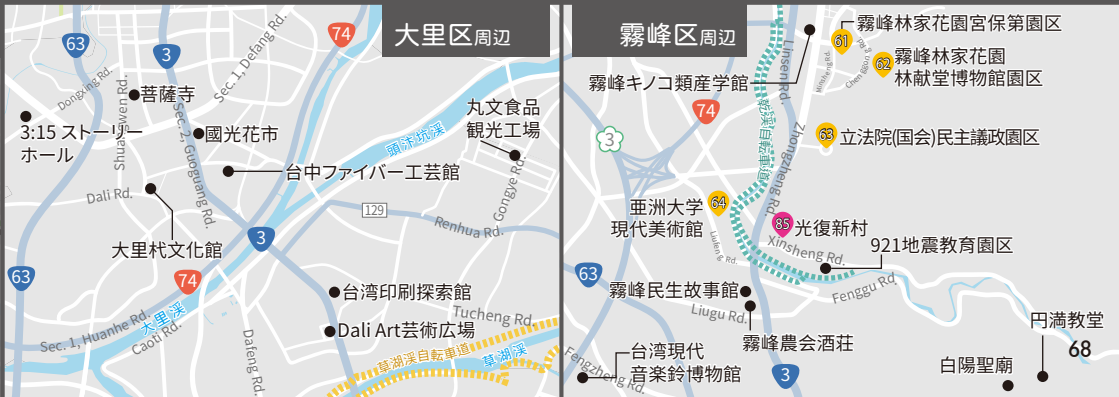 大里区周辺
63
3
74
Sec. 1, Defang Rd.
Dongxing Rd.
Shuanwen Rd.
菩薩寺
丸文食品
観光工場
3:15 ストーリー
ホール
Sec. 2, Guoguang Rd.
國光花市
頭汴坑渓
台中ファイバー工芸館
Gongye Rd.
Dali Rd.
129
Renhua Rd.
大里杙文化館
3
63
74
台湾印刷探索館
大里渓
Sec. 1, Huanhe Rd.
Caoti Rd.
Dafeng Rd.
Dali Art芸術広場
Tucheng Rd.
草湖渓自転車道
草湖渓
霧峰区周辺
61
霧峰林家花園宮保第園区
Linsen Rd.
Minsheng Rd.
62
霧峰林家花園
林献堂博物館園区
霧峰キノコ類産学館
74
乾渓自転車道
3
63
立法院(国会)民主議政園区
Zhongzheng Rd.
亜洲大学
現代美術館
64
Liufeng Rd.
85
光復新村
Xinsheng Rd.
921地震教育園区
63
霧峰民生故事館
Fenggu Rd.
Liugu Rd.
霧峰農会酒荘
円満教堂
68
台湾現代
音楽鈴博物館
Fengzheng Rd.
3
白陽聖廟